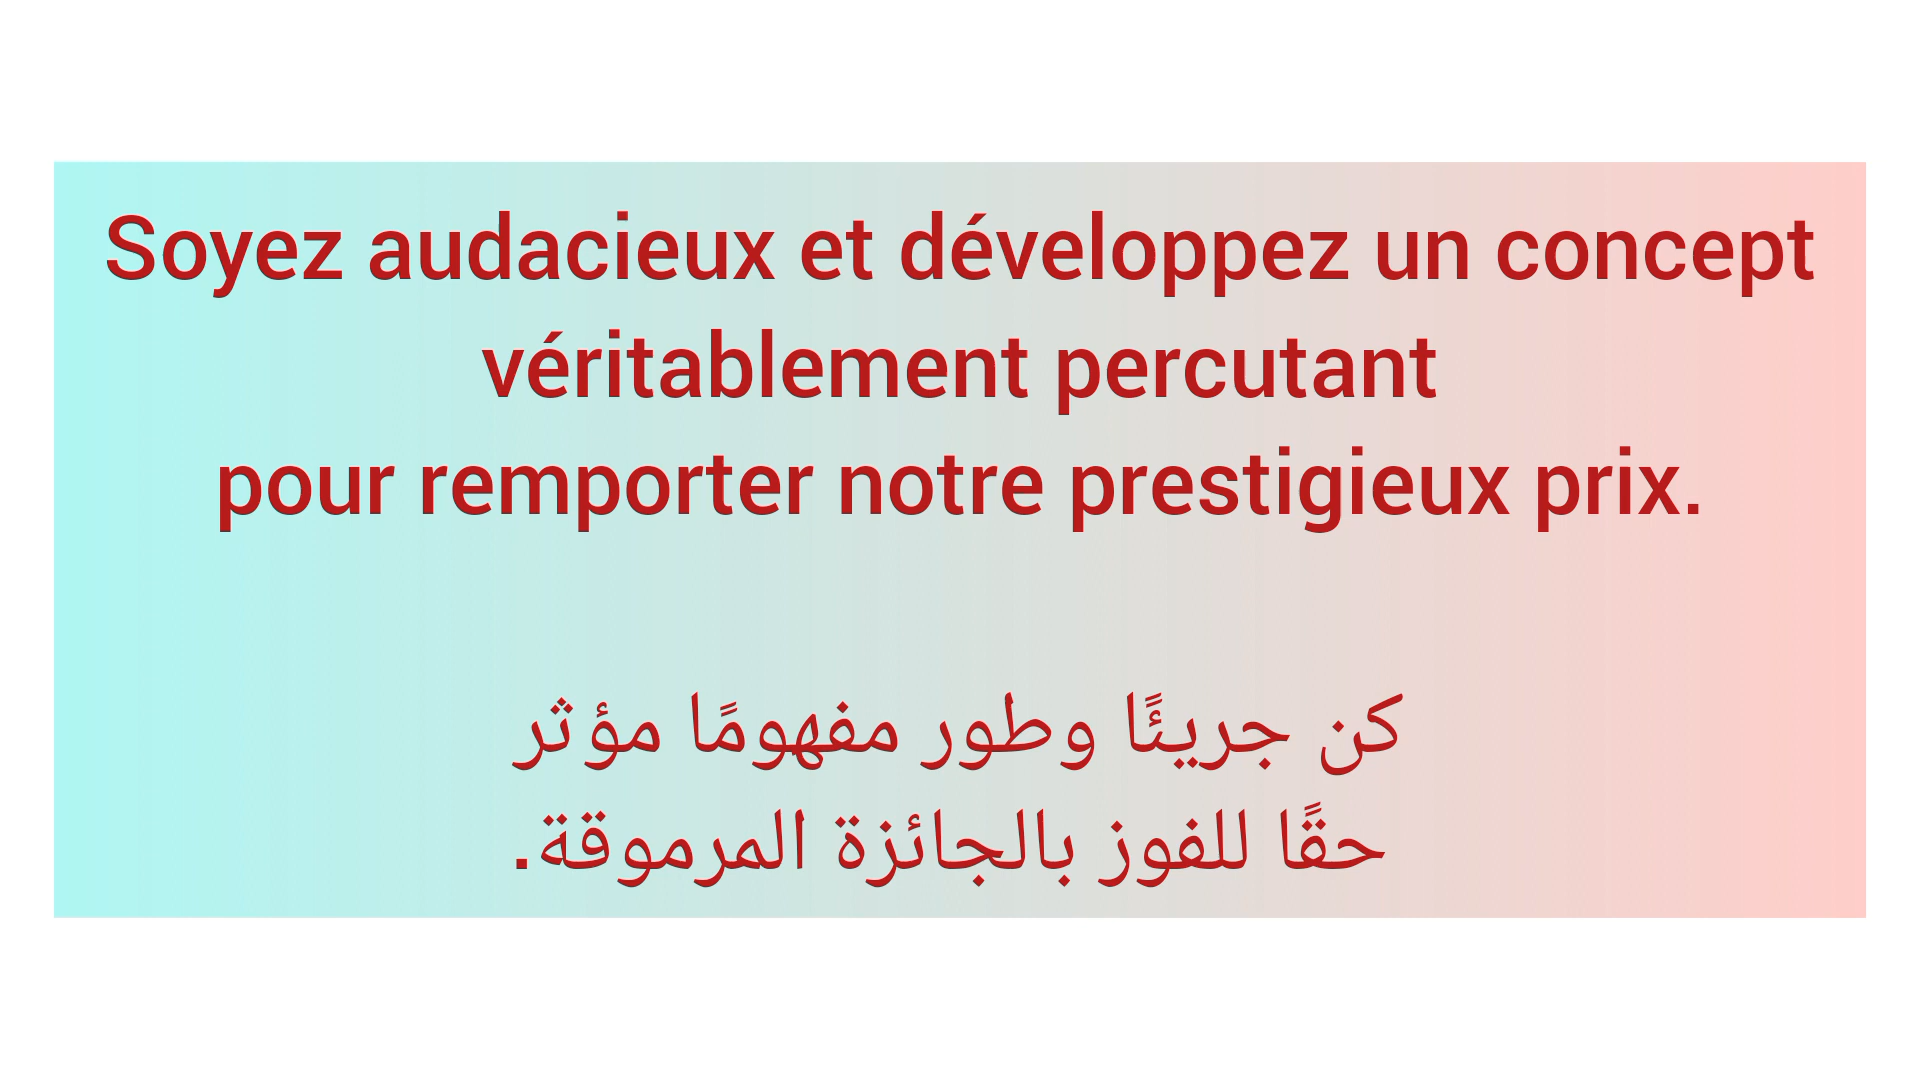 Soyez audacieux et développez un concept
véritablement percutant
pour remporter notre prestigieux prix.
كن جريئًا وطور مفهومًا مؤثر
حقًا للفوز بالجائزة المرموقة.